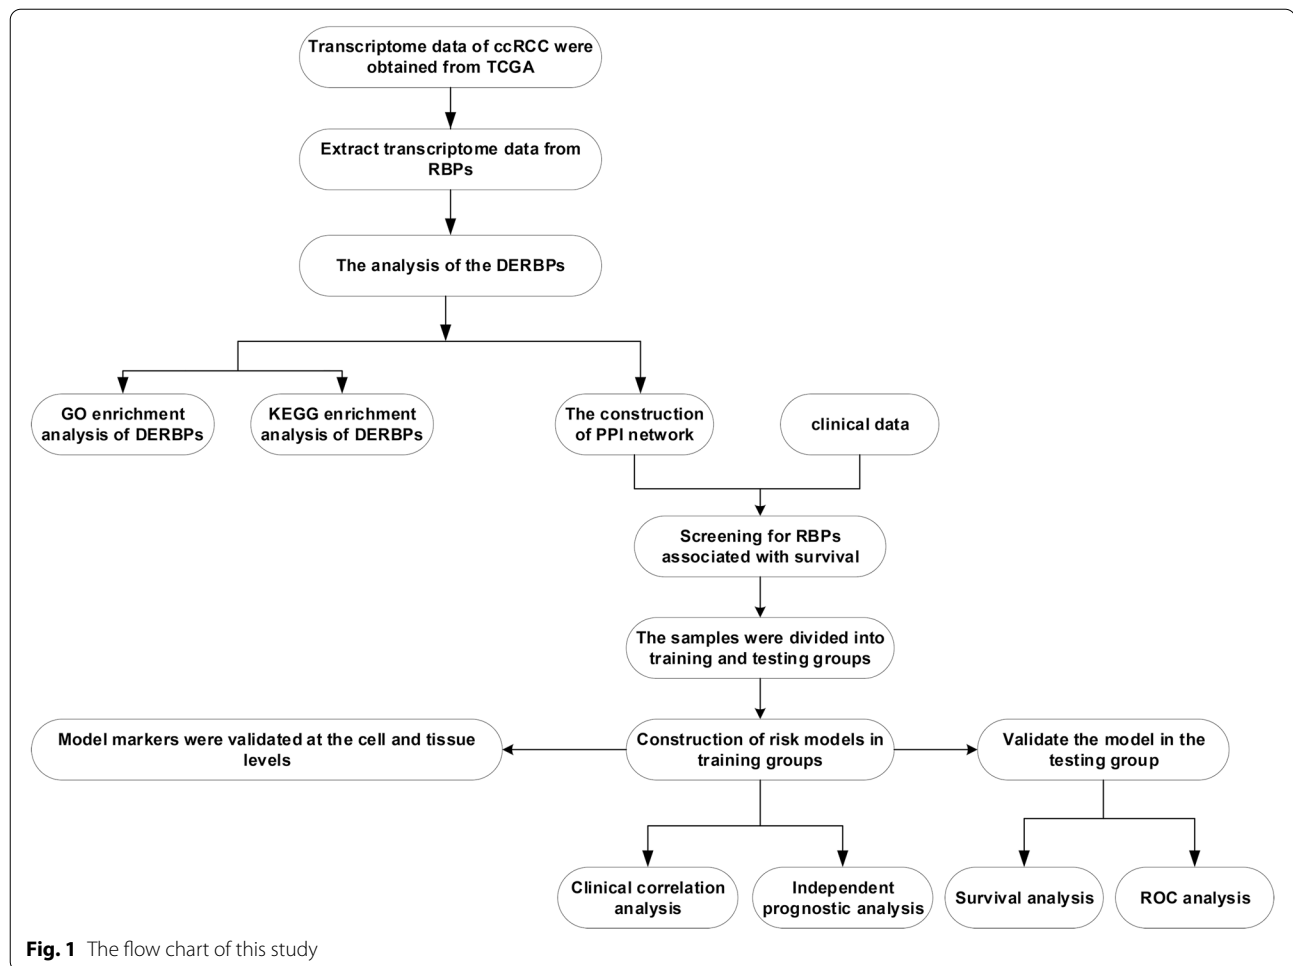 Transcriptome data of ccRCC were
obtained from TCGA
Extract transcriptome data from
RBPs
The analysis of the DERBPs
GO enrichment
analysis of DERBPs
KEGG enrichment
analysis of DERBPs
The construction
of PPI network
clinical data
Screening for RBPs
associated with survival
The samples were divided into
training and testing groups
Model markers were validated at the cell and tissue
levels
Construction of risk models in
training groups
Validate the model in the
testing group
Clinical correlation
analysis
Independent
prognostic analysis
Survival analysis
ROC analysis
Fig. 1 The flow chart of this study